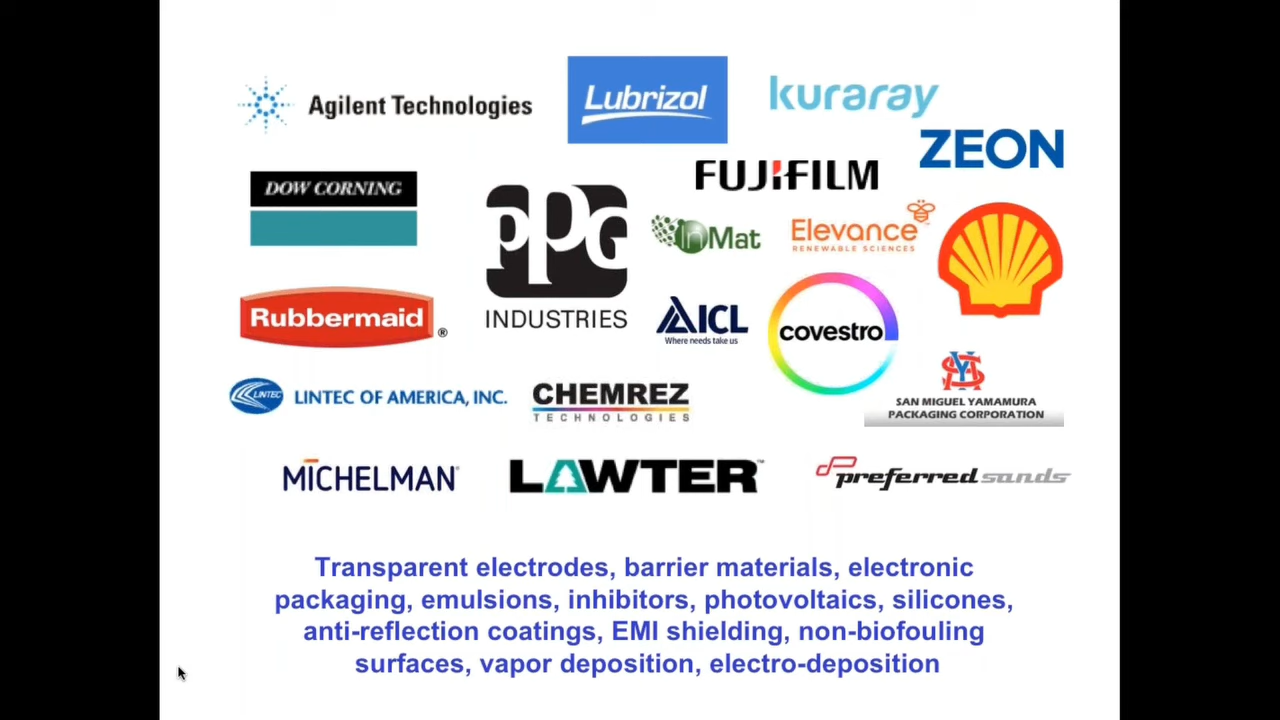 Agilent Technologies
Lubrizol
kuraray
ZEON
DOW CORNING
FUJIFILM
PPG
INDUSTRIES
InMat
Elevance
RENEWABLE SCIENCES
Rubbermaid®
ICL
Where needs take us
covestro
LINTEC
LINTEC OF AMERICA, INC.
CHEMREZ
TECHNOLOGIES
SAN MIGUEL YAMAMURA
PACKAGING CORPORATION
MICHELMAN
LAWTER™
preferred sands
Transparent electrodes, barrier materials, electronic
packaging, emulsions, inhibitors, photovoltaics, silicones,
anti-reflection coatings, EMI shielding, non-biofouling
surfaces, vapor deposition, electro-deposition